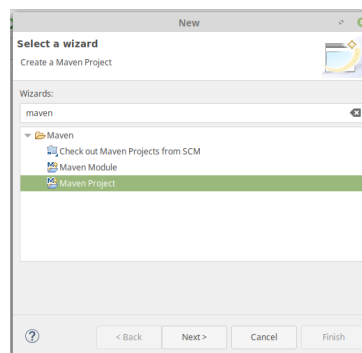 New
Select a wizard
Create a Maven Project
Wizards:
maven
Maven
Check out Maven Projects from SCM
Maven Module
Maven Project
?
< Back
Next >
Cancel
Finish